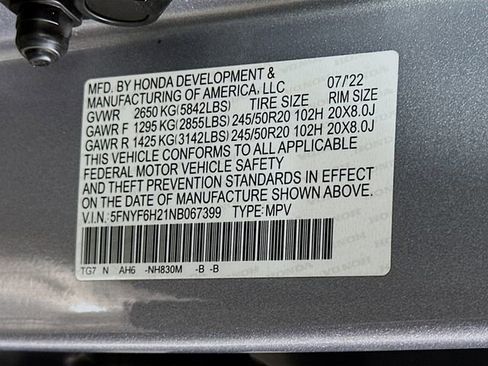 MFD. BY HONDA DEVELOPMENT &
MANUFACTURING OF AMERICA, LLC 07/'22
GVWR 2650 KG(5842LBS) TIRE SIZE RIM SIZE
GAWR F 1295 KG(2855LBS) 245/50R20 102H 20X8.0J
GAWR R 1425 KG(3142LBS) 245/50R20 102H 20X8.0J
THIS VEHICLE CONFORMS TO ALL APPLICABLE
FEDERAL MOTOR VEHICLE SAFETY
AND THEFT PREVENTION STANDARDS IN EFFECT
ON THE DATE OF MANUFACTURE SHOWN ABOVE.
V.I.N.: 5FNYF6H21NB067399 TYPE: MPV
TG7 N AH6 -NH830M -B -B